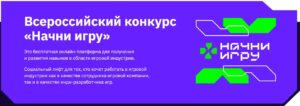 Всероссийский конкурс
«Начни игру»
Это бесплатная онлайн-платформа для получения
и развития навыков в области игровой индустрии.
Социальный лифт для тех, кто хочет работать в игровой
индустрии как в качестве сотрудника игровой компании,
так и в качестве инди-разработчика игр.
НАЧНИ
ИГРУ